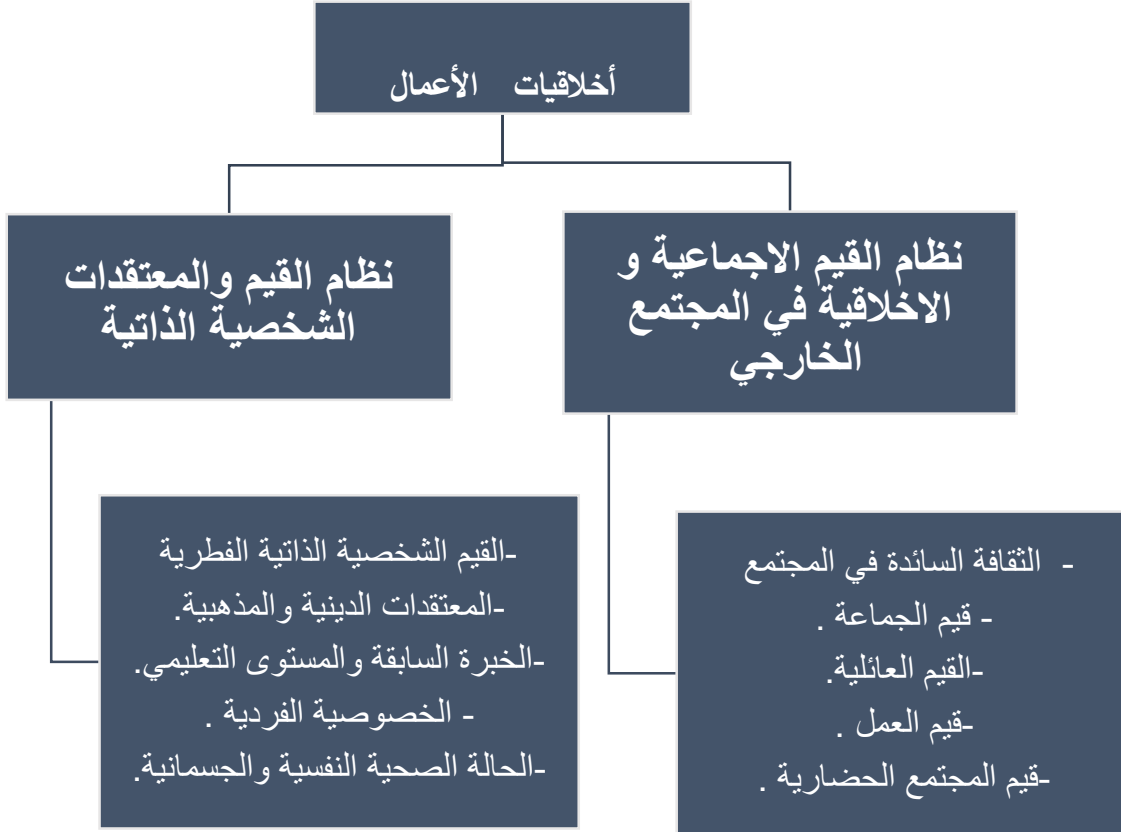 أخلاقيات الأعمال
نظام القيم الاجماعية و
الاخلاقية في المجتمع
الخارجي
نظام القيم والمعتقدات
الشخصية الذاتية
- الثقافة السائدة في المجتمع
- قيم الجماعة .
-القيم العائلية.
-قيم العمل .
-قيم المجتمع الحضارية .
-القيم الشخصية الذاتية الفطرية
-المعتقدات الدينية والمذهبية.
-الخبرة السابقة والمستوى التعليمي.
- الخصوصية الفردية .
-الحالة الصحية النفسية والجسمانية.